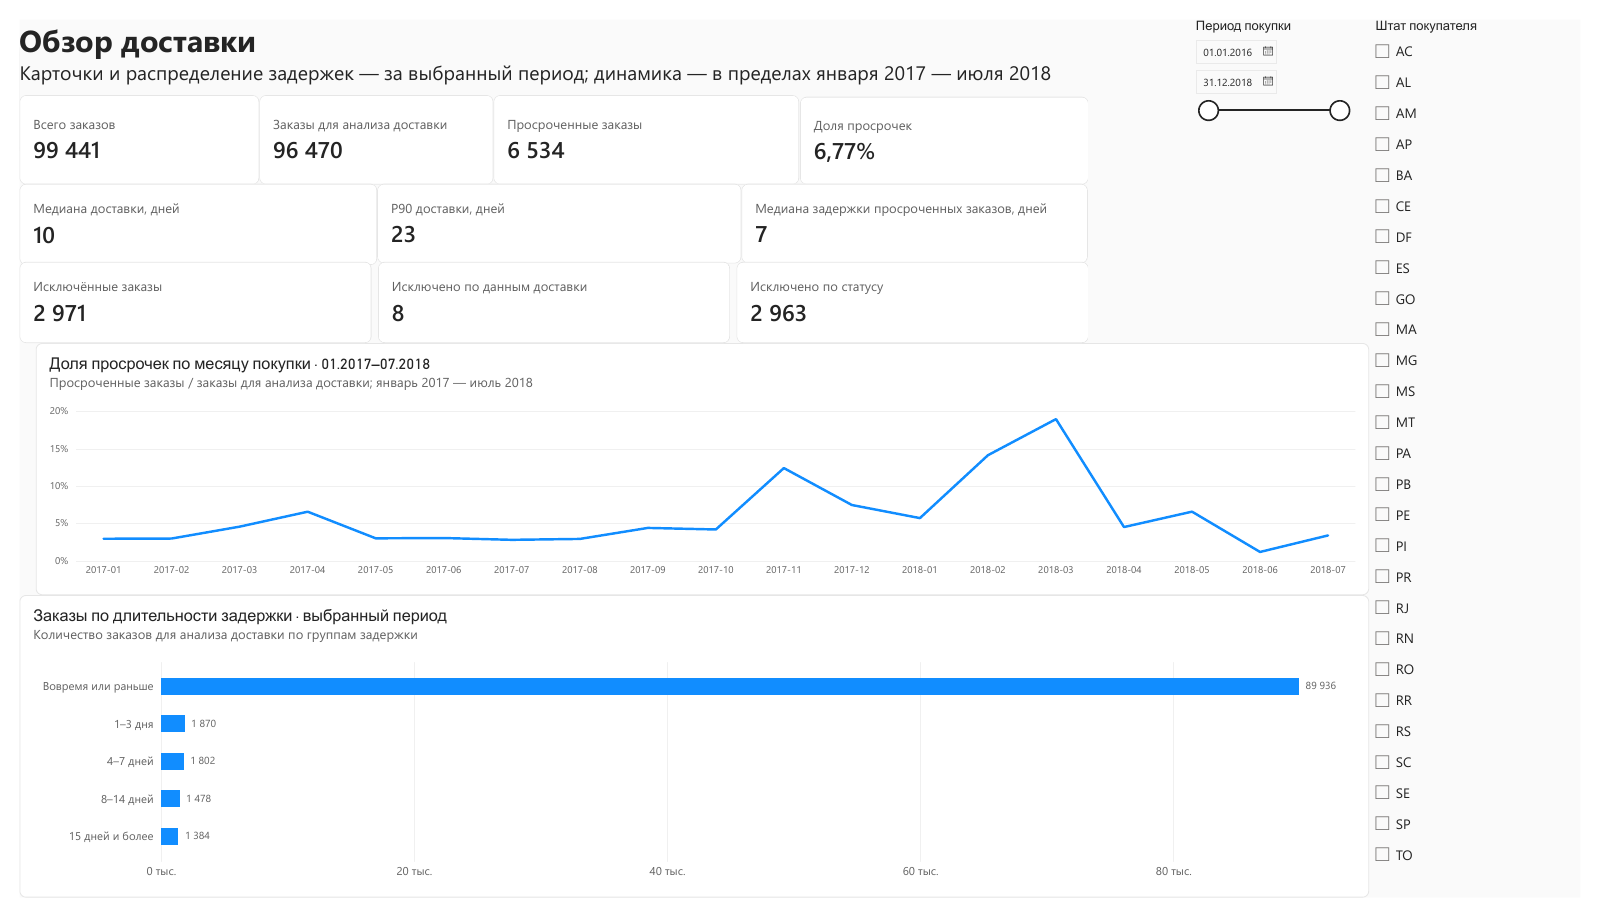 Обзор доставки
Карточки и распределение задержек — за выбранный период; динамика — в пределах января 2017 — июля 2018
Период покупки
01.01.2016
31.12.2018
Штат покупателя
AC
AL
AM
AP
BA
CE
DF
ES
GO
MA
MG
MS
MT
PA
PB
PE
PI
PR
RJ
RN
RO
RR
RS
SC
SE
SP
TO
Всего заказов
99 441
Заказы для анализа доставки
96 470
Просроченные заказы
6 534
Доля просрочек
6,77%
Медиана доставки, дней
10
P90 доставки, дней
23
Медиана задержки просроченных заказов, дней
7
Исключённые заказы
2 971
Исключено по данным доставки
8
Исключено по статусу
2 963
Доля просрочек по месяцу покупки · 01.2017–07.2018
Просроченные заказы / заказы для анализа доставки; январь 2017 — июль 2018
20%
15%
10%
5%
0%
2017-01 2017-02 2017-03 2017-04 2017-05 2017-06 2017-07 2017-08 2017-09 2017-10 2017-11 2017-12 2018-01 2018-02 2018-03 2018-04 2018-05 2018-06 2018-07
Заказы по длительности задержки · выбранный период
Количество заказов для анализа доставки по группам задержки
Вовремя или раньше 89 936
1–3 дня 1 870
4–7 дней 1 802
8–14 дней 1 478
15 дней и более 1 384
0 тыс. 20 тыс. 40 тыс. 60 тыс. 80 тыс.